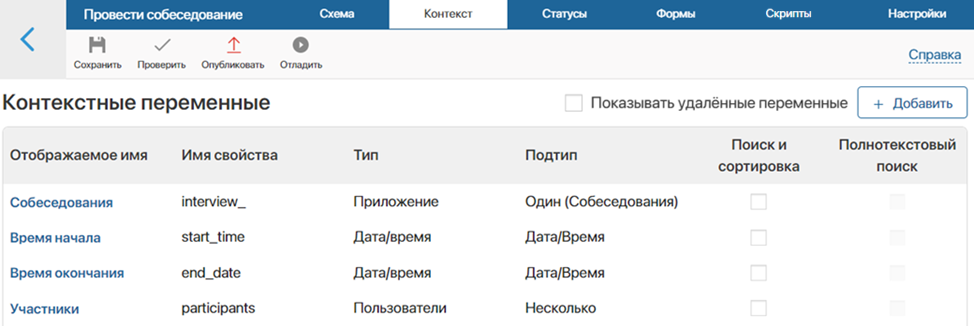 Провести собеседование Схема Контекст Статусы Формы Скрипты Настройки
Сохранить Проверить Опубликовать Отладить Справка
Контекстные переменные Показывать удалённые переменные + Добавить
Отображаемое имя Имя свойства Тип Подтип Поиск и сортировка Полнотекстовый поиск
Собеседования interview_ Приложение Один (Собеседования)
Время начала start_time Дата/время Дата/Время
Время окончания end_date Дата/время Дата/Время
Участники participants Пользователи Несколько